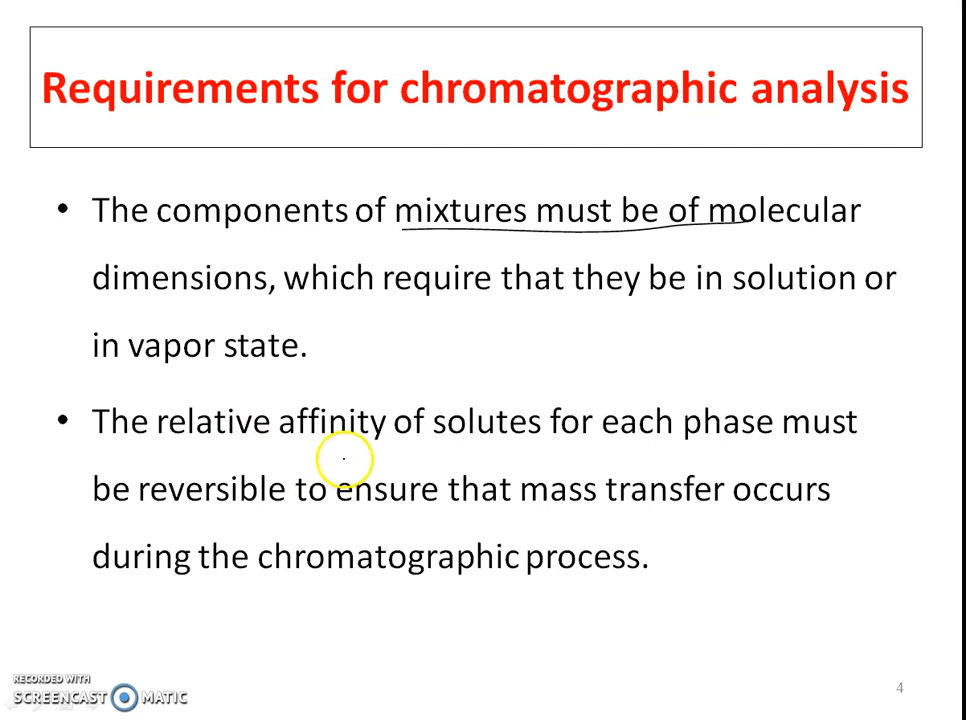 Requirements for chromatographic analysis
• The components of mixtures must be of molecular
dimensions, which require that they be in solution or
in vapor state.
• The relative affinity of solutes for each phase must
be reversible to ensure that mass transfer occurs
during the chromatographic process.
RECORDED WITH
SCREENCAST MATIC
4